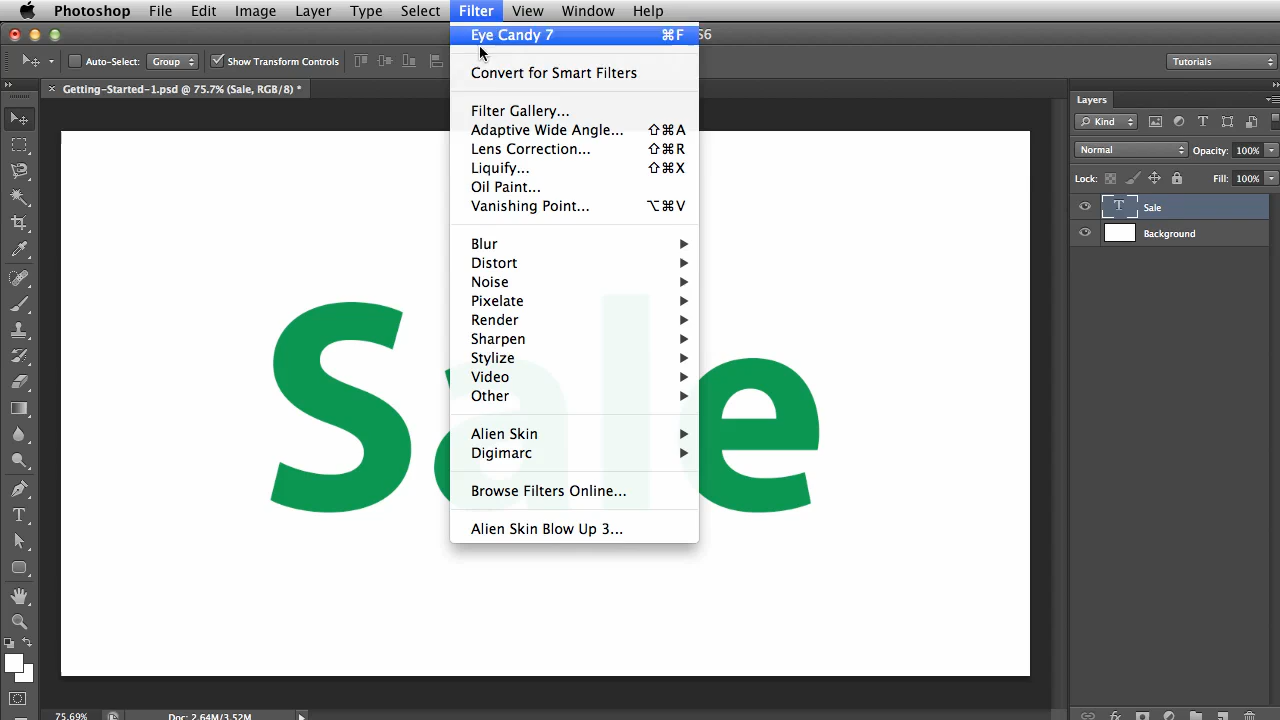 Photoshop File Edit Image Layer Type Select Filter View Window Help
S6
Auto-Select: Group Show Transform Controls Tutorials
× Getting-Started-1.psd @ 75.7% (Sale, RGB/8) *
Eye Candy 7 ⌘F
Convert for Smart Filters
Filter Gallery...
Adaptive Wide Angle... ⇧⌘A
Lens Correction... ⇧⌘R
Liquify... ⇧⌘X
Oil Paint...
Vanishing Point... ⌥⌘V
Blur
Distort
Noise
Pixelate
Render
Sharpen
Stylize
Video
Other
Alien Skin
Digimarc
Browse Filters Online...
Alien Skin Blow Up 3...
Sale
Layers
Kind
Normal Opacity: 100%
Lock: Fill: 100%
T Sale
Background
75.69% Doc: 2.64M/3.52M